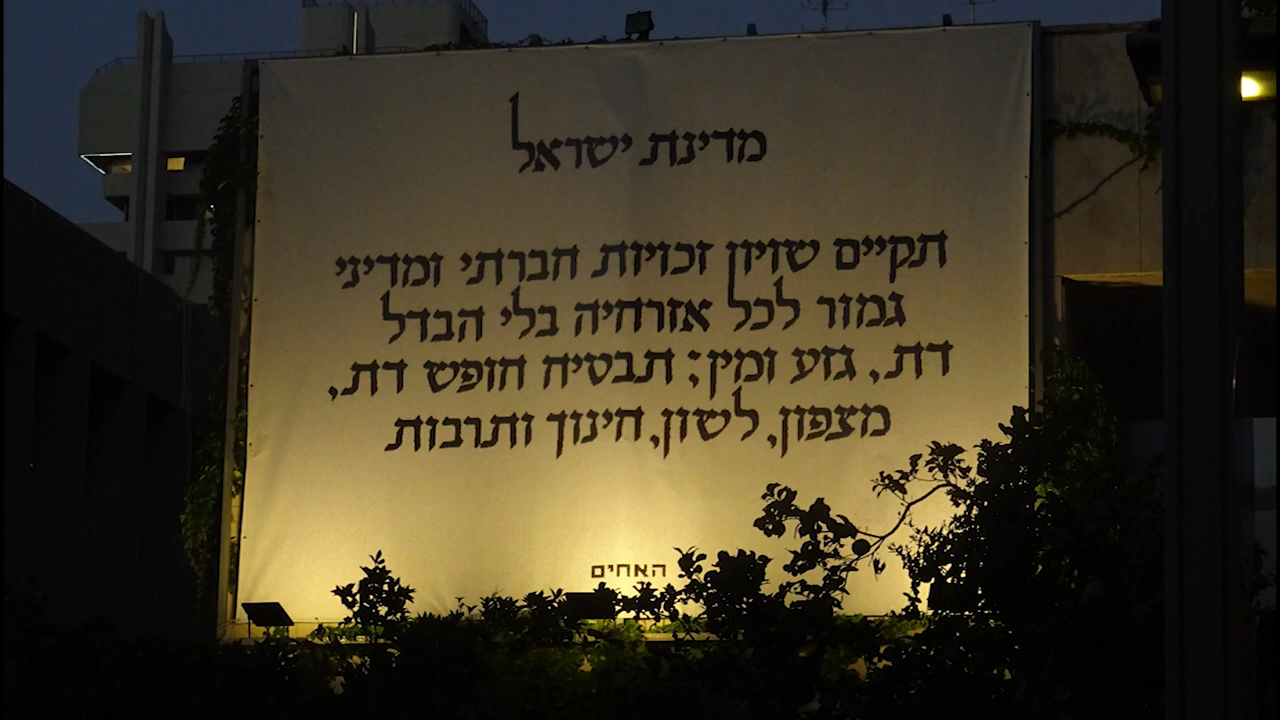 מדינת ישראל
תקיים שויון זכויות חברתי ומדיני
גמור לכל אזרחיה בלי הבדל
דת, גזע ומין; תבטיח חופש דת,
מצפון, לשון, חינוך ותרבות
האחים